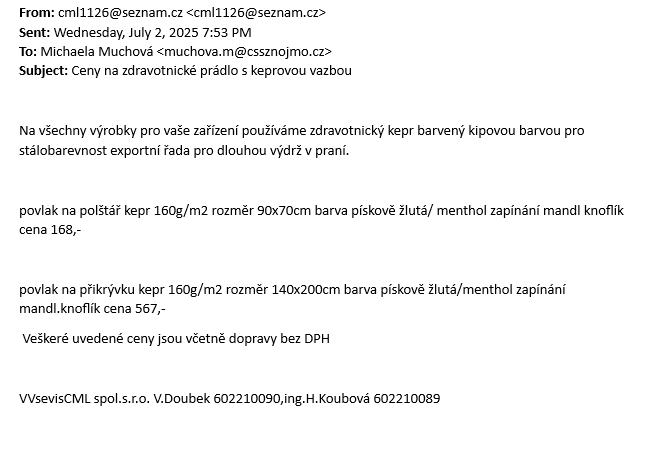 From: cml1126@seznam.cz <cml1126@seznam.cz>
Sent: Wednesday, July 2, 2025 7:53 PM
To: Michaela Muchová <muchova.m@cssznojmo.cz>
Subject: Ceny na zdravotnické prádlo s keprovou vazbou
Na všechny výrobky pro vaše zařízení používáme zdravotnický kepr barvený kipovou barvou pro
stálobarevnost exportní řada pro dlouhou výdrž v praní.
povlak na polštář kepr 160g/m2 rozměr 90x70cm barva pískově žlutá/ menthol zapínání mandl knoflík
cena 168,-
povlak na přikrývku kepr 160g/m2 rozměr 140x200cm barva pískově žlutá/menthol zapínání
mandl.knoflík cena 567,-
Veškeré uvedené ceny jsou včetně dopravy bez DPH
VVsevisCML spol.s.r.o. V.Doubek 602210090,ing.H.Koubová 602210089